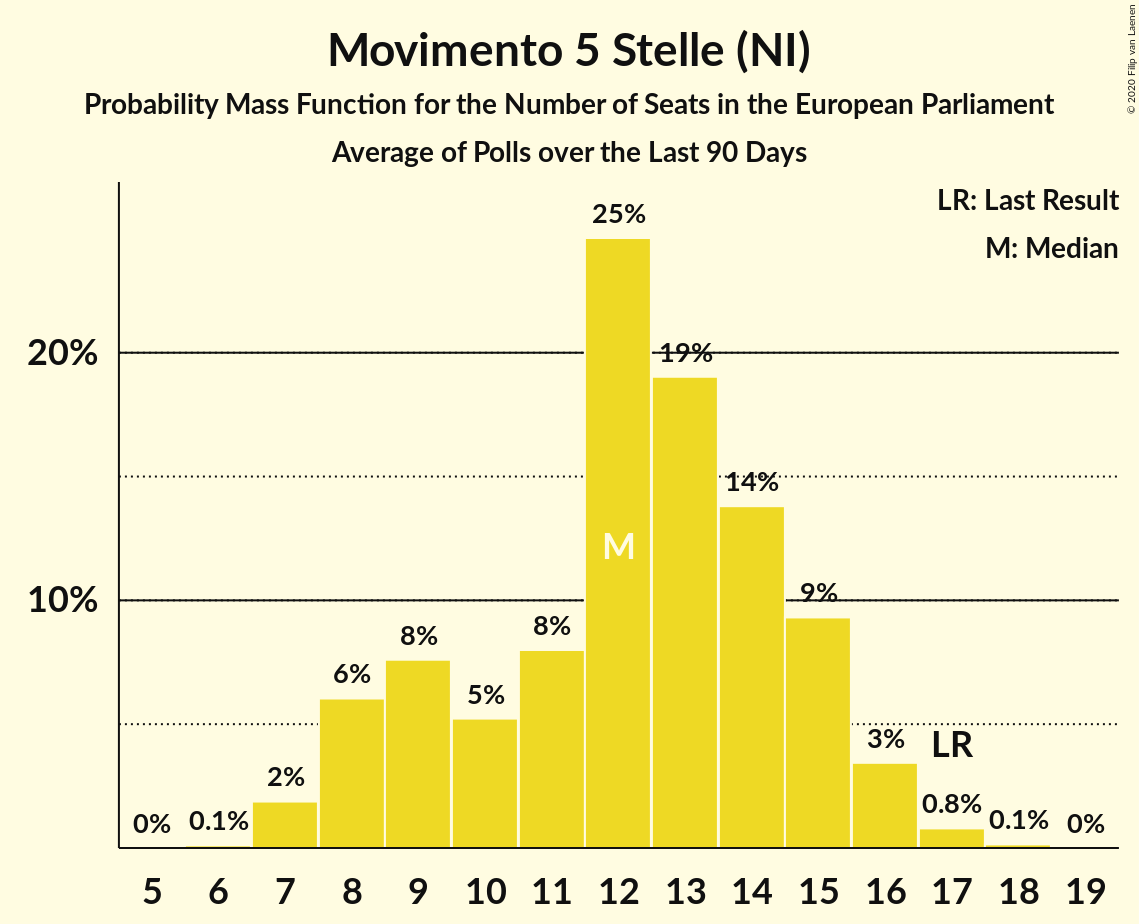 Movimento 5 Stelle (NI)
Probability Mass Function for the Number of Seats in the European Parliament
Average of Polls over the Last 90 Days
© 2020 Filip van Laenen
LR: Last Result
M: Median
25%
20%
19%
14%
M
10%
9%
8%
8%
6%
5%
3%
LR
2%
0.8%
0%
0.1%
0.1%
0%
5 6 7 8 9 10 11 12 13 14 15 16 17 18 19